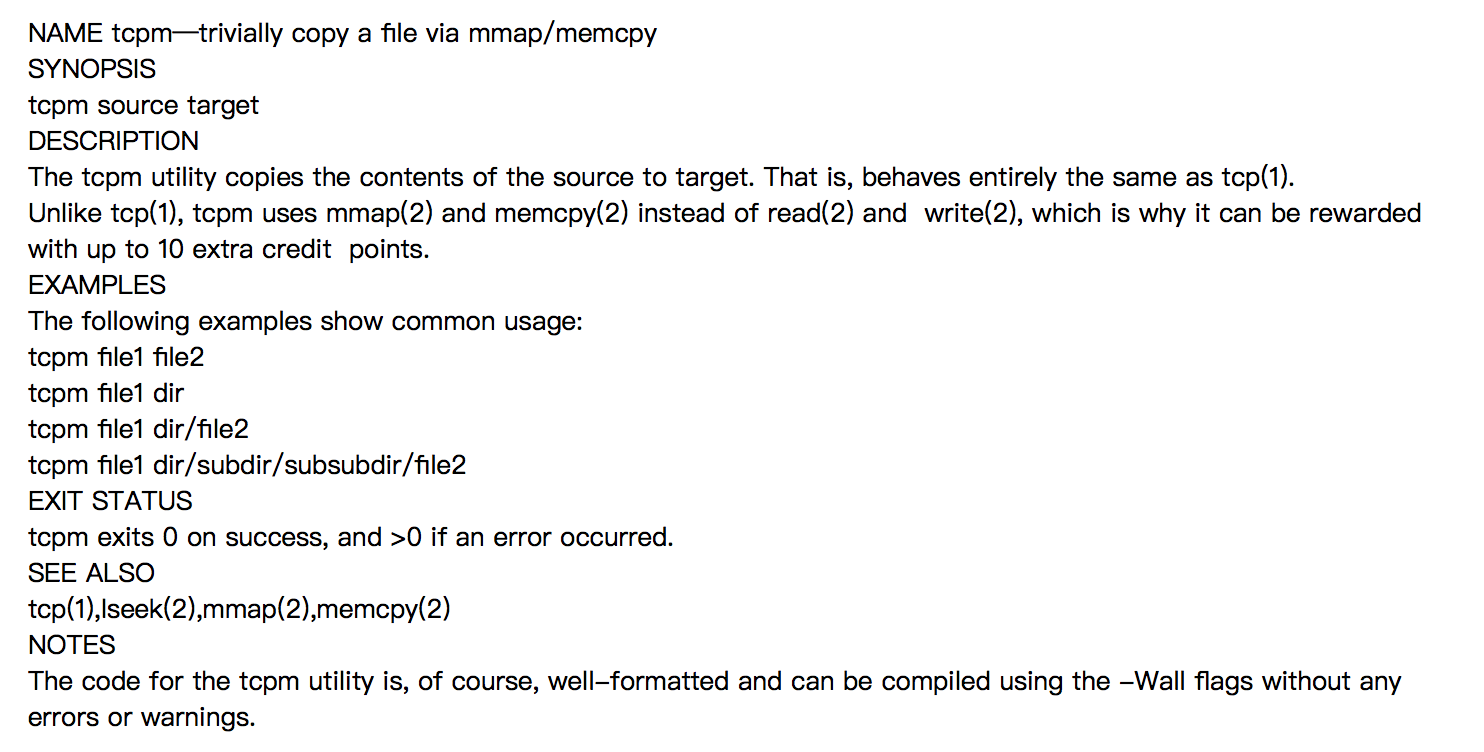 NAME tcpm—trivially copy a file via mmap/memcpy
SYNOPSIS
tcpm source target
DESCRIPTION
The tcpm utility copies the contents of the source to target. That is, behaves entirely the same as tcp(1).
Unlike tcp(1), tcpm uses mmap(2) and memcpy(2) instead of read(2) and  write(2), which is why it can be rewarded
with up to 10 extra credit  points.
EXAMPLES
The following examples show common usage:
tcpm file1 file2
tcpm file1 dir
tcpm file1 dir/file2
tcpm file1 dir/subdir/subsubdir/file2
EXIT STATUS
tcpm exits 0 on success, and >0 if an error occurred.
SEE ALSO
tcp(1),lseek(2),mmap(2),memcpy(2)
NOTES
The code for the tcpm utility is, of course, well-formatted and can be compiled using the -Wall flags without any
errors or warnings.